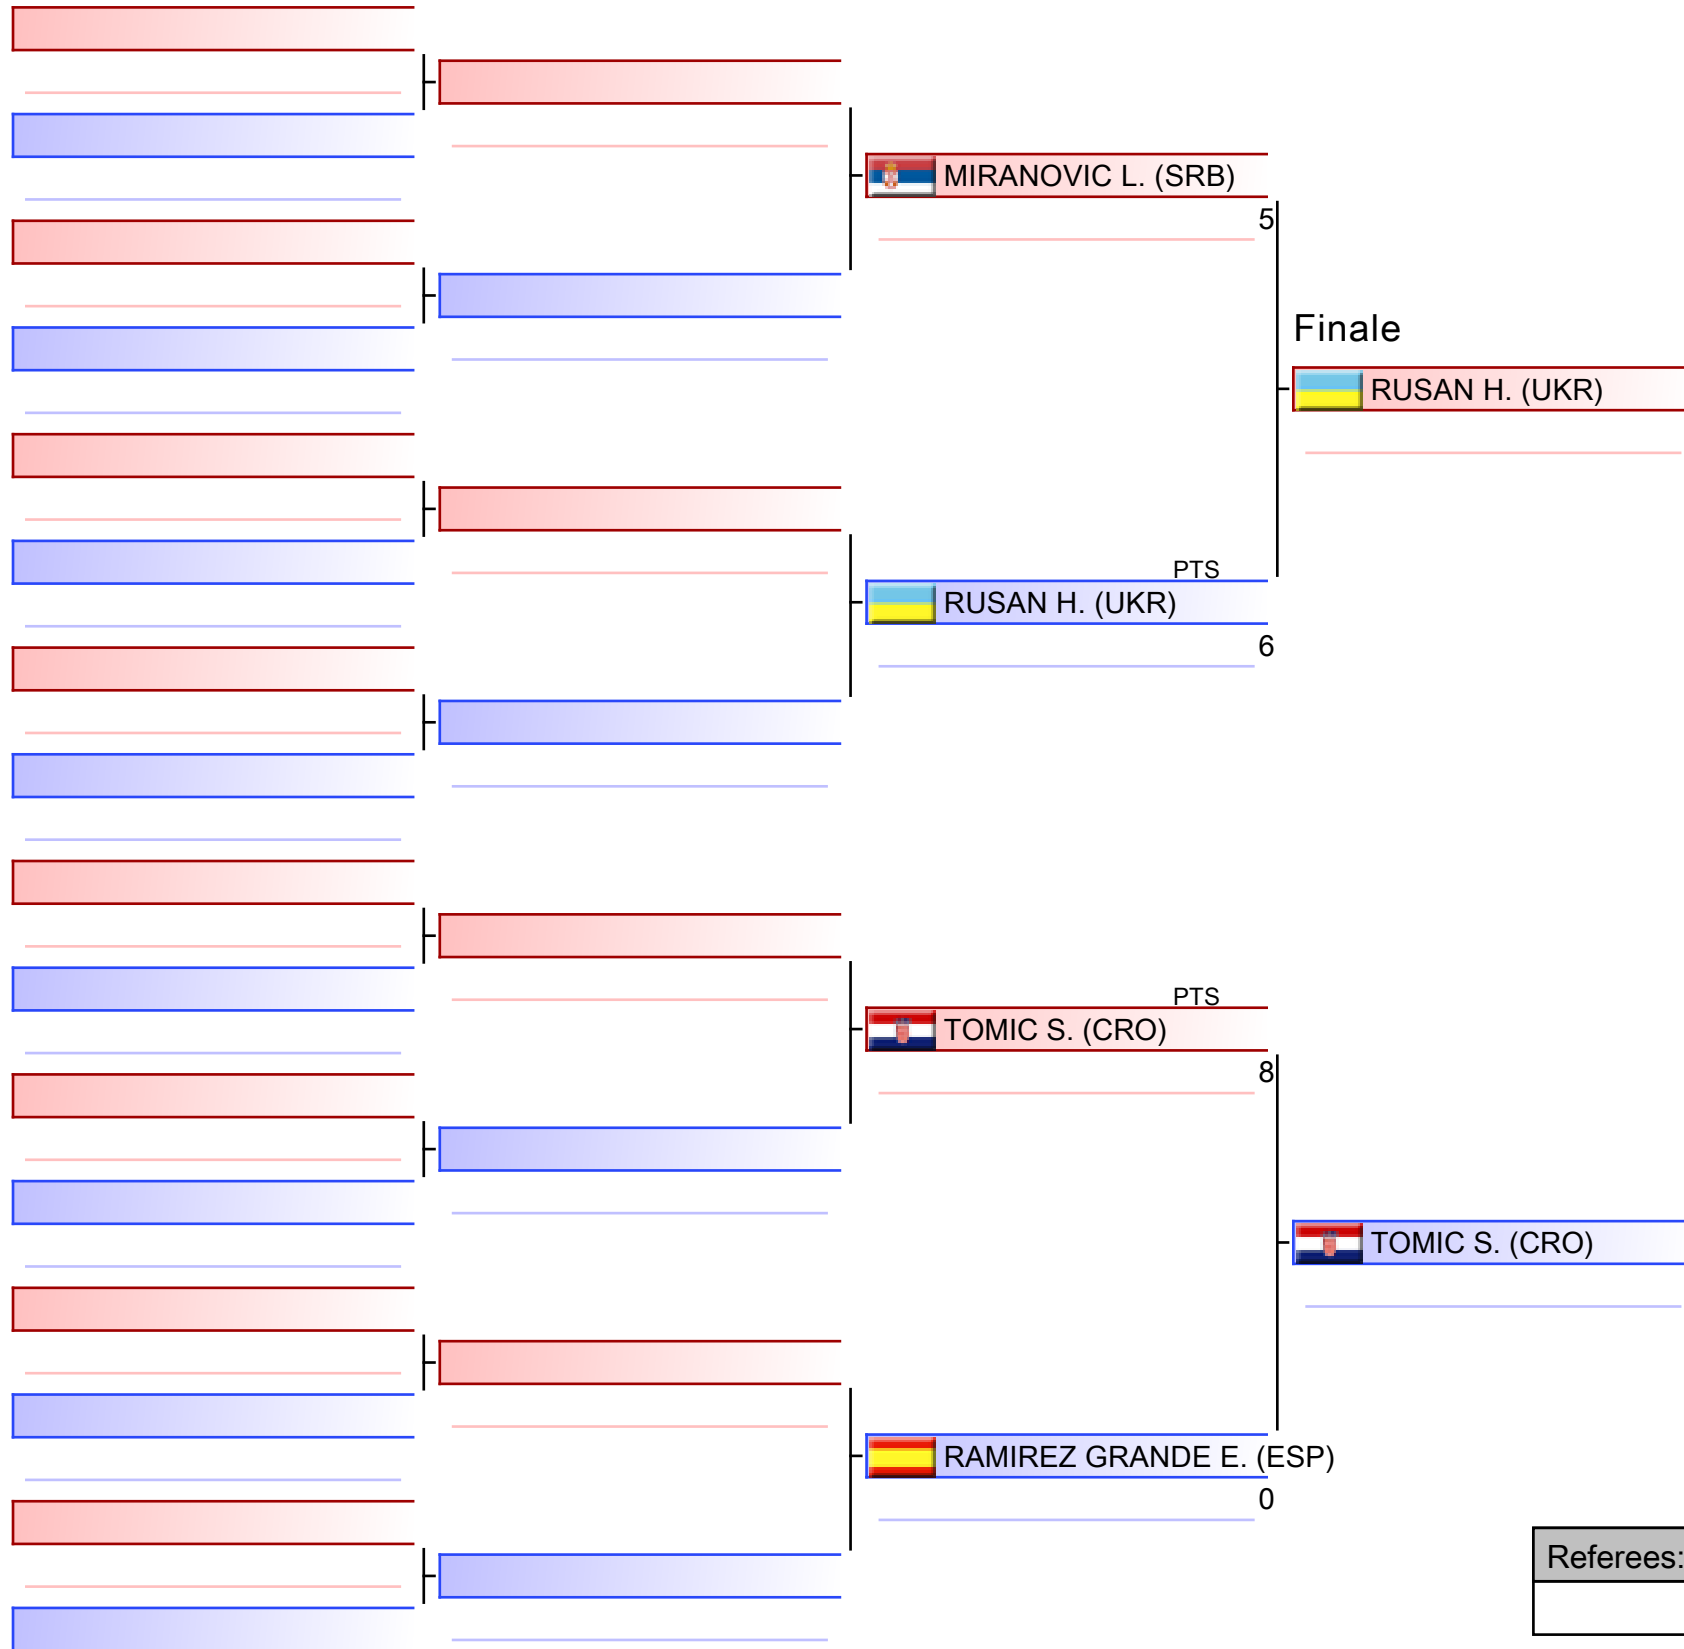 MIRANOVIC L. (SRB)
5
Finale
RUSAN H. (UKR)
PTS
RUSAN H. (UKR)
6
PTS
TOMIC S. (CRO)
8
TOMIC S. (CRO)
RAMIREZ GRANDE E. (ESP)
0
Referees: